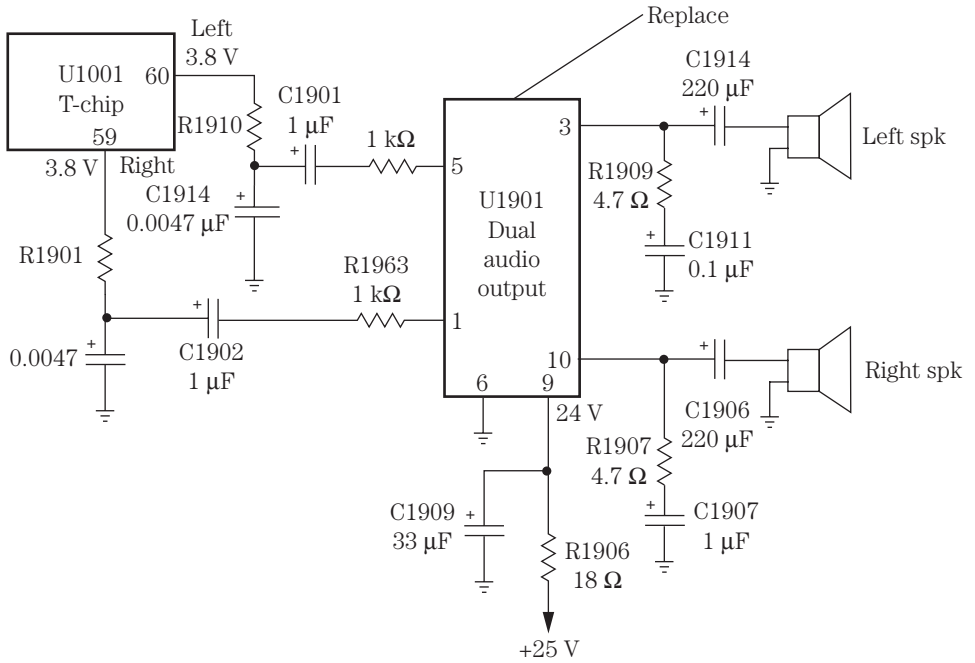 Replace
Left
3.8 V
U1001
T-chip
60
59
3.8 V
Right
R1910
C1901
1 µF
1 kΩ
5
C1914
0.0047 µF
R1901
R1963
1 kΩ
1
C1902
1 µF
0.0047
U1901
Dual
audio
output
3
10
6
9
24 V
C1914
220 µF
Left spk
R1909
4.7 Ω
C1911
0.1 µF
Right spk
C1906
220 µF
R1907
4.7 Ω
C1907
1 µF
C1909
33 µF
R1906
18 Ω
+25 V